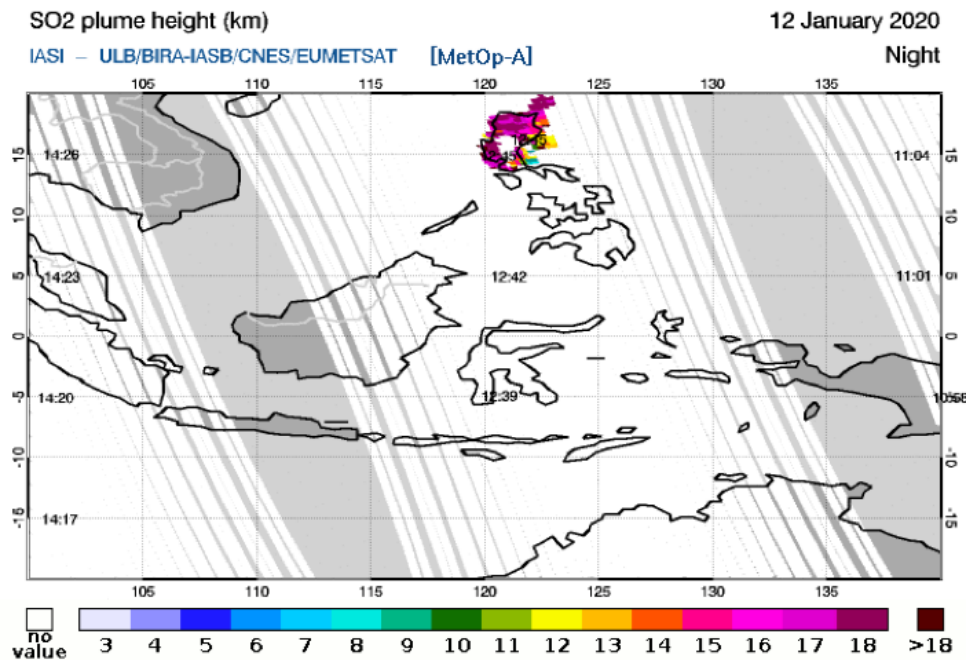 SO2 plume height (km) 12 January 2020
IASI – ULB/BIRA-IASB/CNES/EUMETSAT [MetOp-A] Night
105 110 115 120 125 130 135
14:26 15 11:04 15
10 10
14:23 5 12:42 11:01 5
0 0
14:20 -5 12:39 -5
-10 -10
14:17 -15 -15
105 110 115 120 125 130 135
no value 3 4 5 6 7 8 9 10 11 12 13 14 15 16 17 18 >18